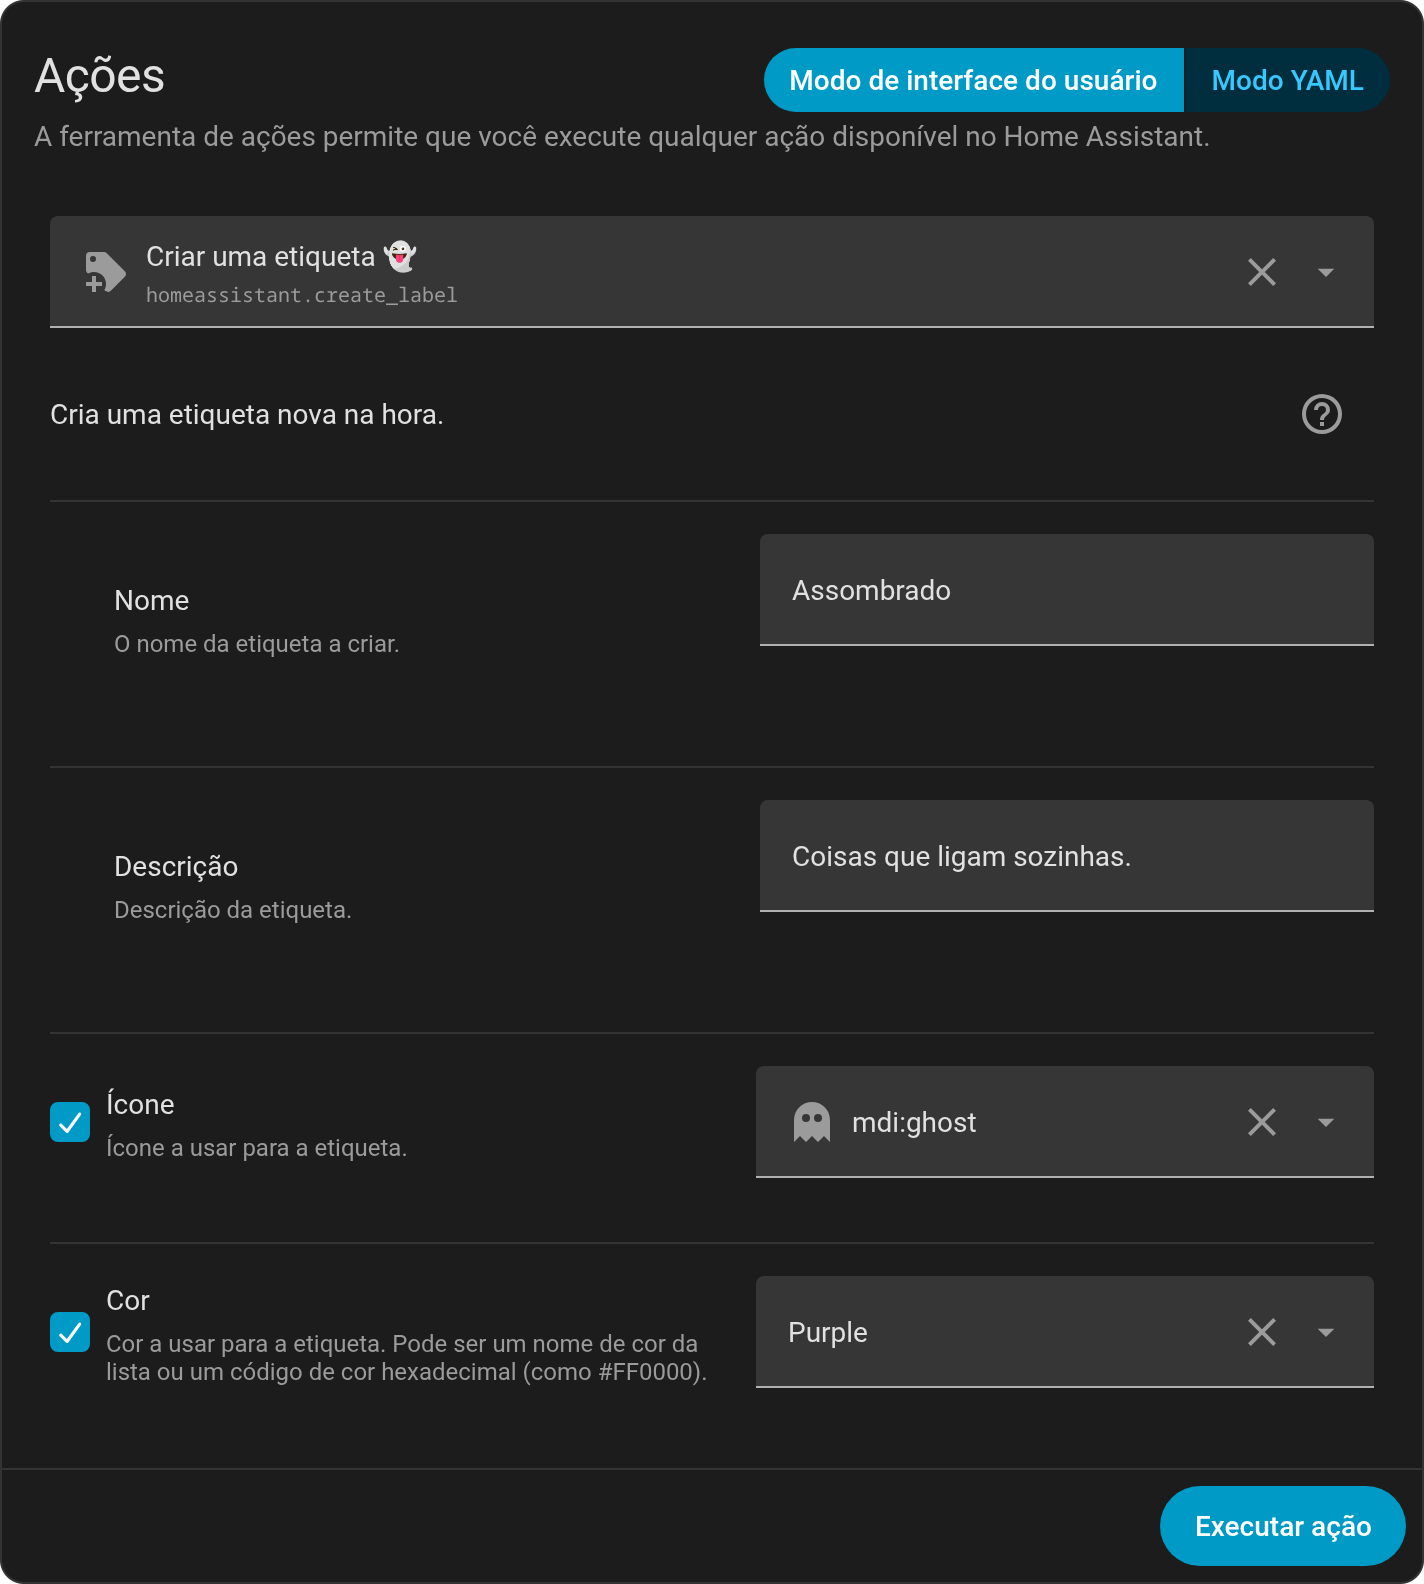 Ações
Modo de interface do usuário
Modo YAML
A ferramenta de ações permite que você execute qualquer ação disponível no Home Assistant.
Criar uma etiqueta 👻
homeassistant.create_label
Cria uma etiqueta nova na hora.
Nome
O nome da etiqueta a criar.
Assombrado
Descrição
Descrição da etiqueta.
Coisas que ligam sozinhas.
Ícone
Ícone a usar para a etiqueta.
mdi:ghost
Cor
Cor a usar para a etiqueta. Pode ser um nome de cor da
lista ou um código de cor hexadecimal (como #FF0000).
Purple
Executar ação